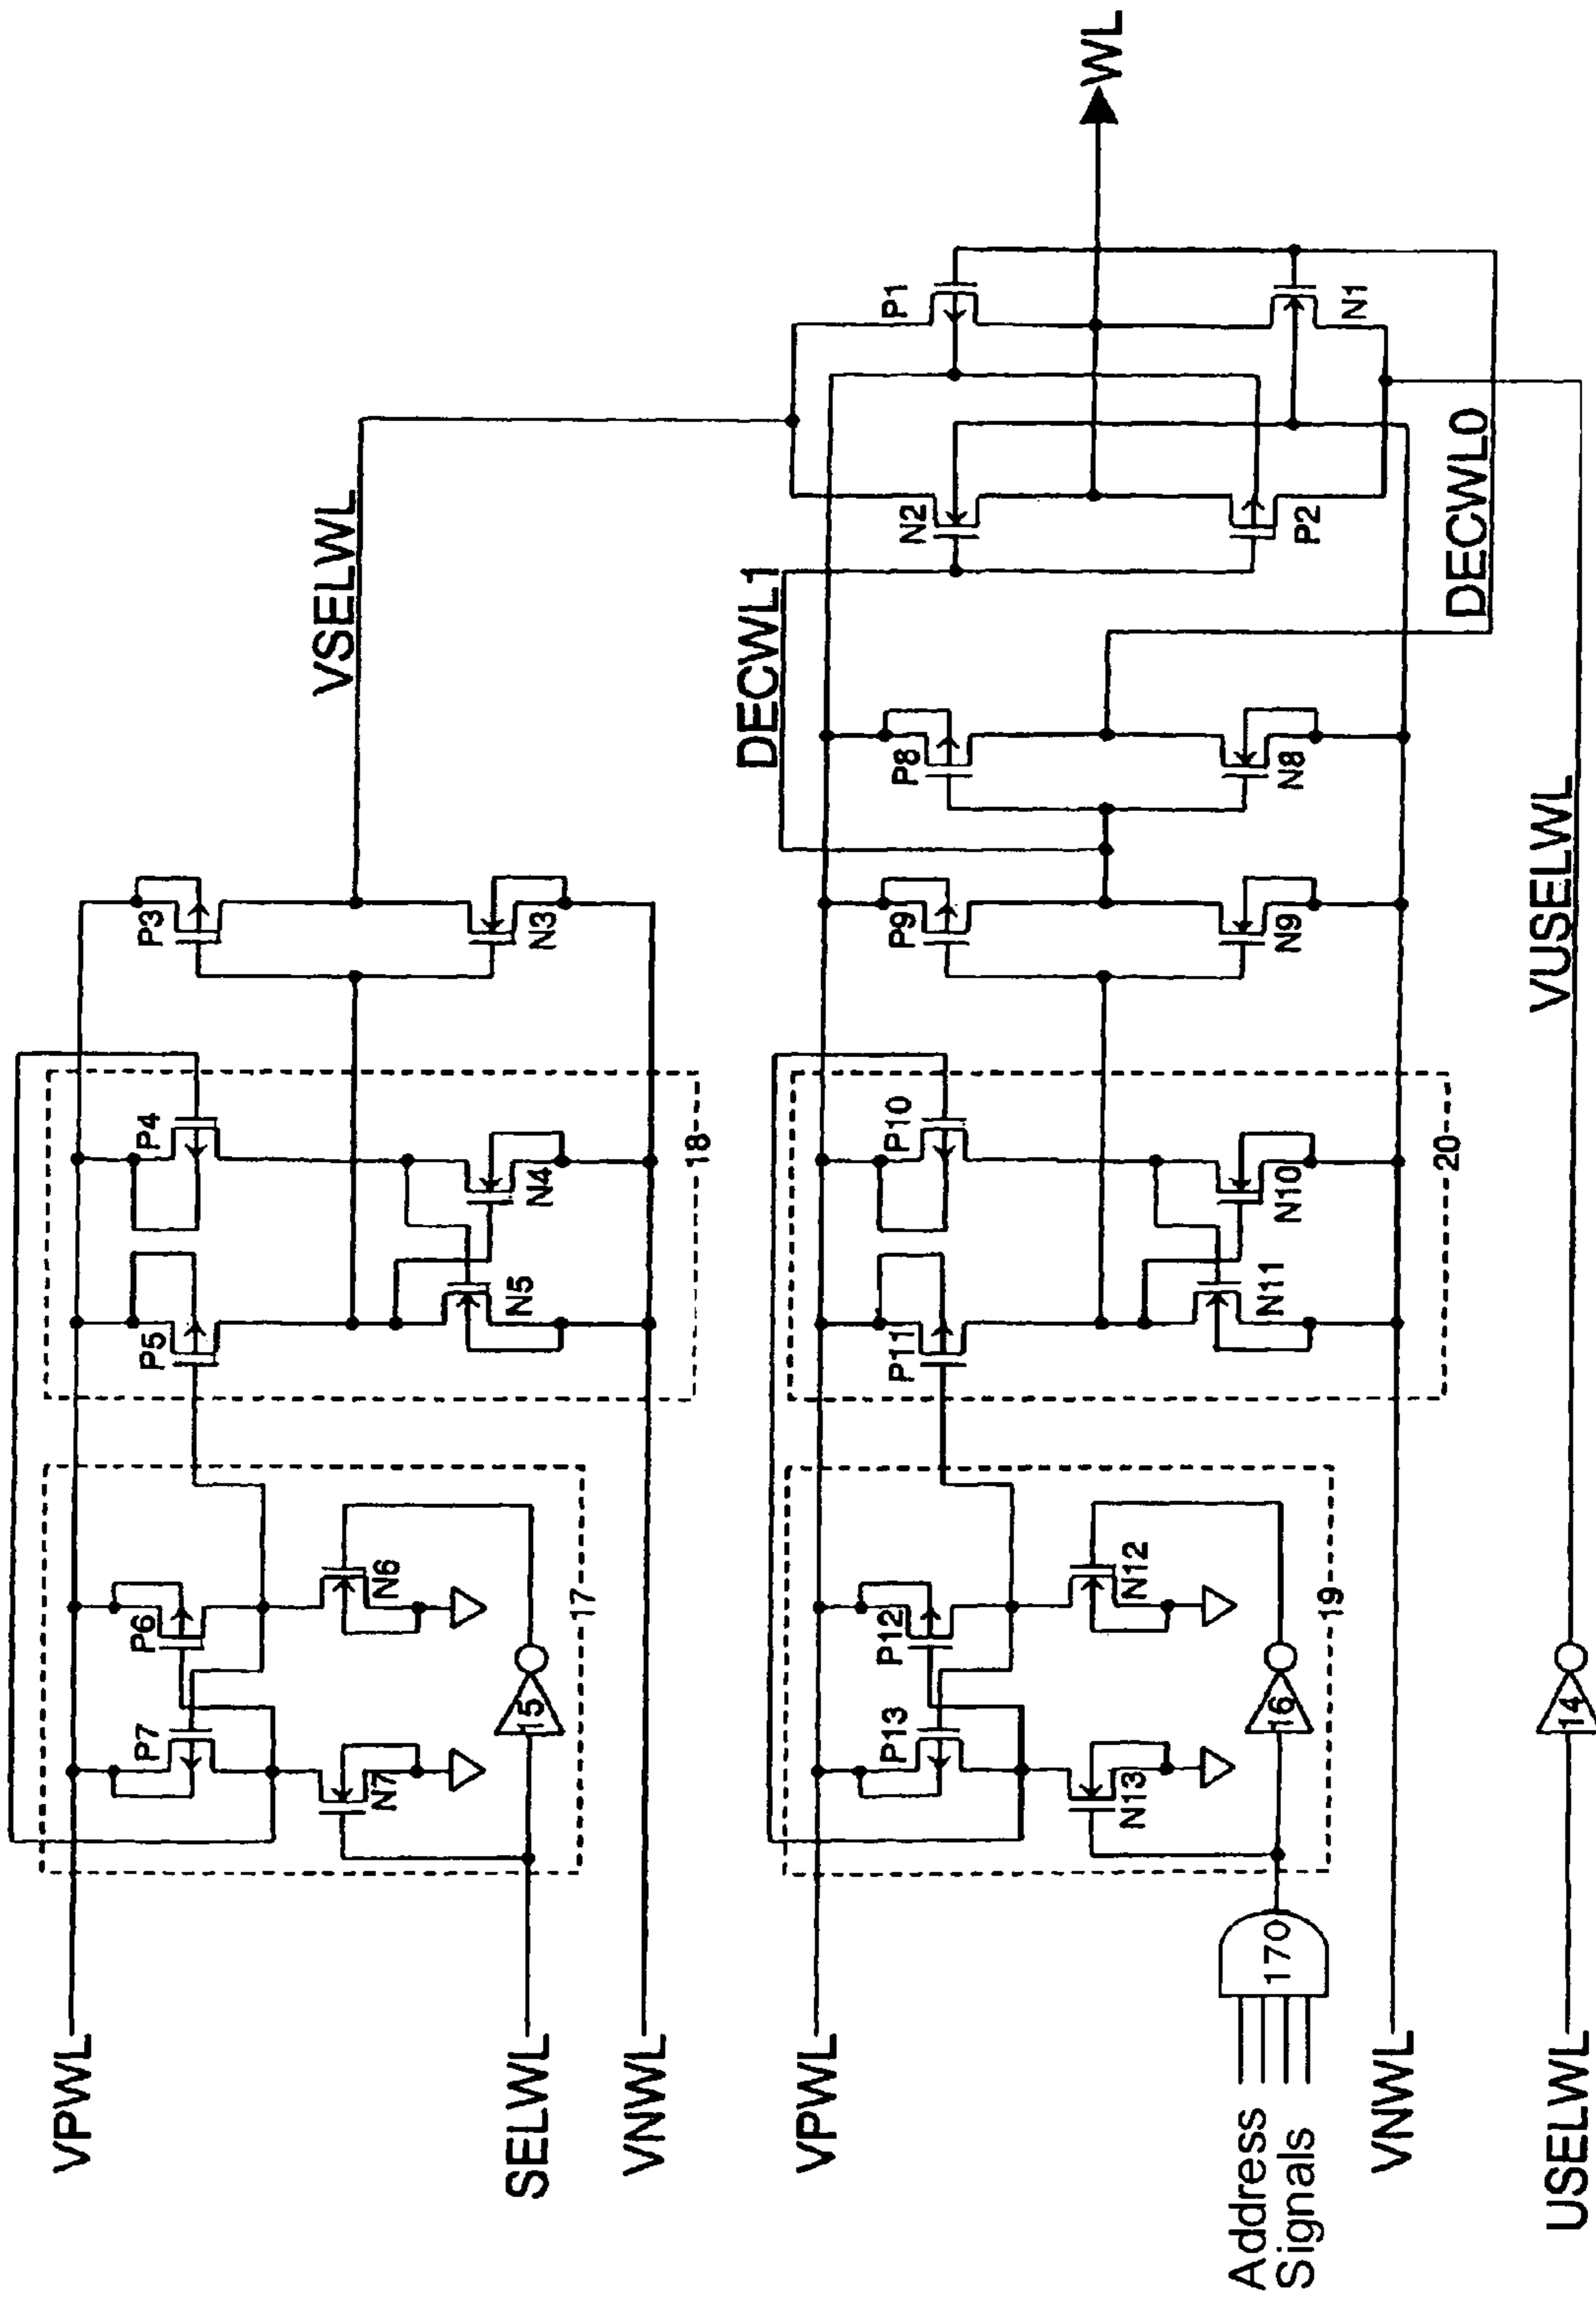 VPWL
P7
P6
P5
P4
P3
VSELWL
N7
N6
N5
N4
N3
15
17
18
SELWL
VNWL
DECWL1
VPWL
P13
P12
P11
P10
P9
P8
N2
P1
WL
N13
N12
N11
N10
N9
N8
P2
N1
16
19
20
170
Address
Signals
VNWL
DECWL0
USELWL
14
VUSELWL